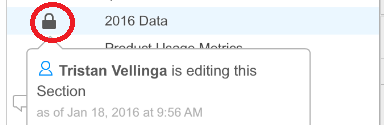 2016 Data
Product Usage Metrics
Tristan Vellinga is editing this
Section
as of Jan 18, 2016 at 9:56 AM